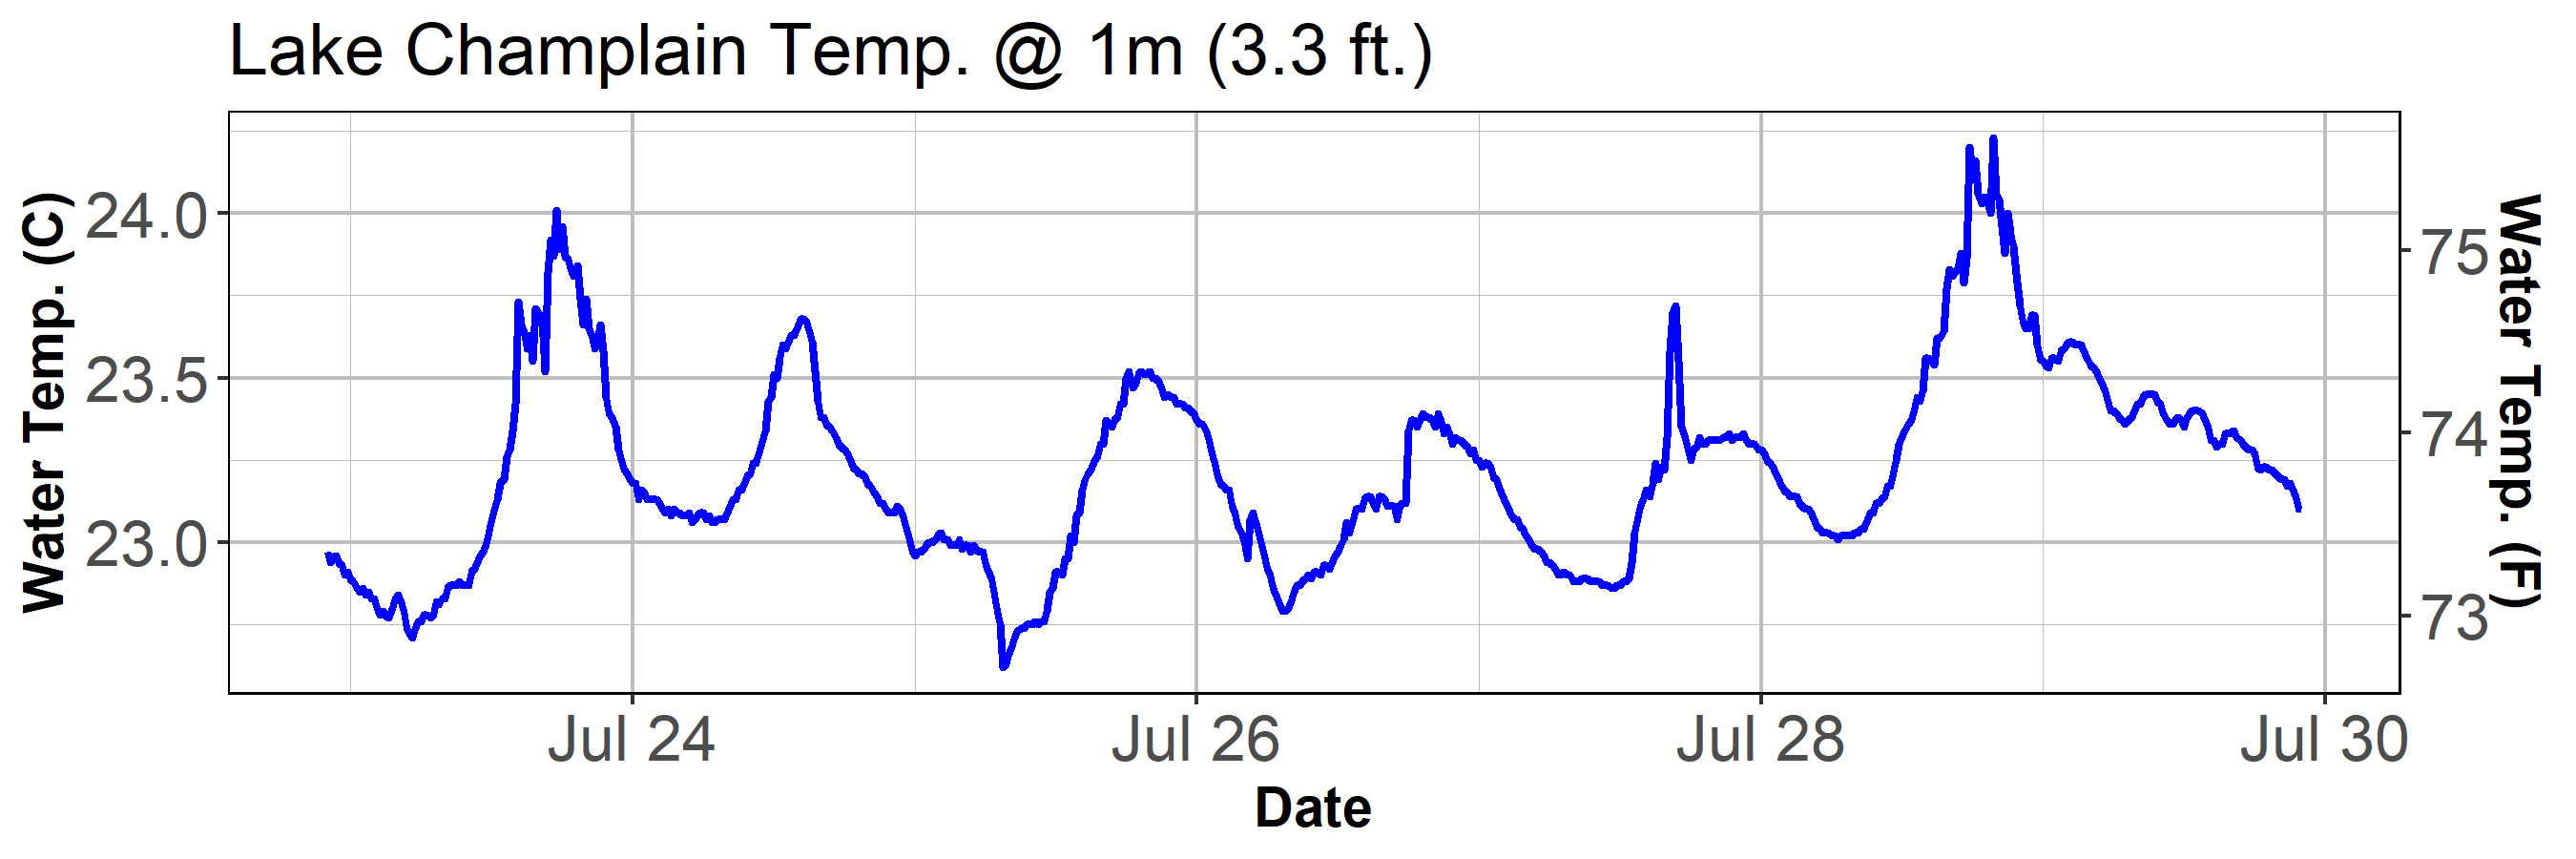 Lake Champlain Temp. @ 1m (3.3 ft.)
Water Temp. (C)
24.0
23.5
23.0
75
74
73
Water Temp. (F)
Jul 24
Jul 26
Jul 28
Jul 30
Date